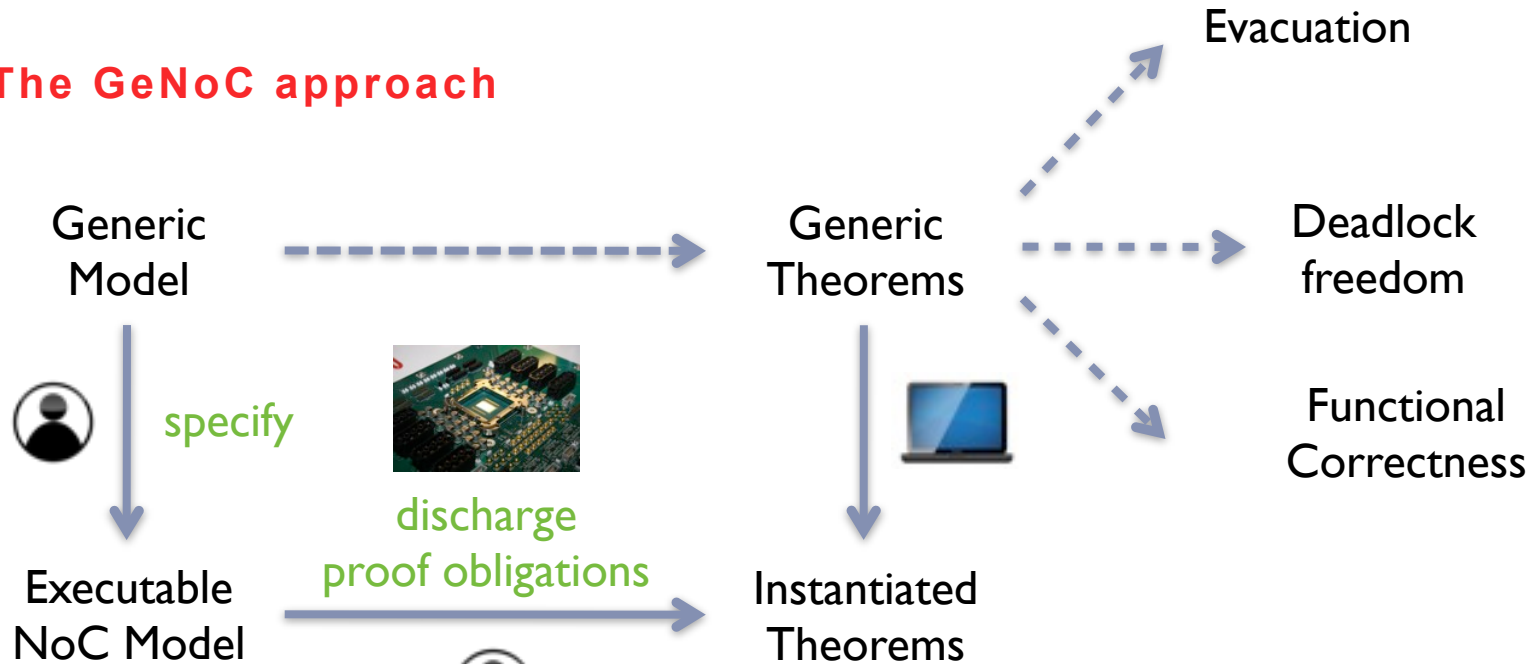 Evacuation
The GeNoC approach
Generic
Model
Generic
Theorems
Deadlock
freedom
specify
Functional
Correctness
discharge
proof obligations
Executable
NoC Model
Instantiated
Theorems